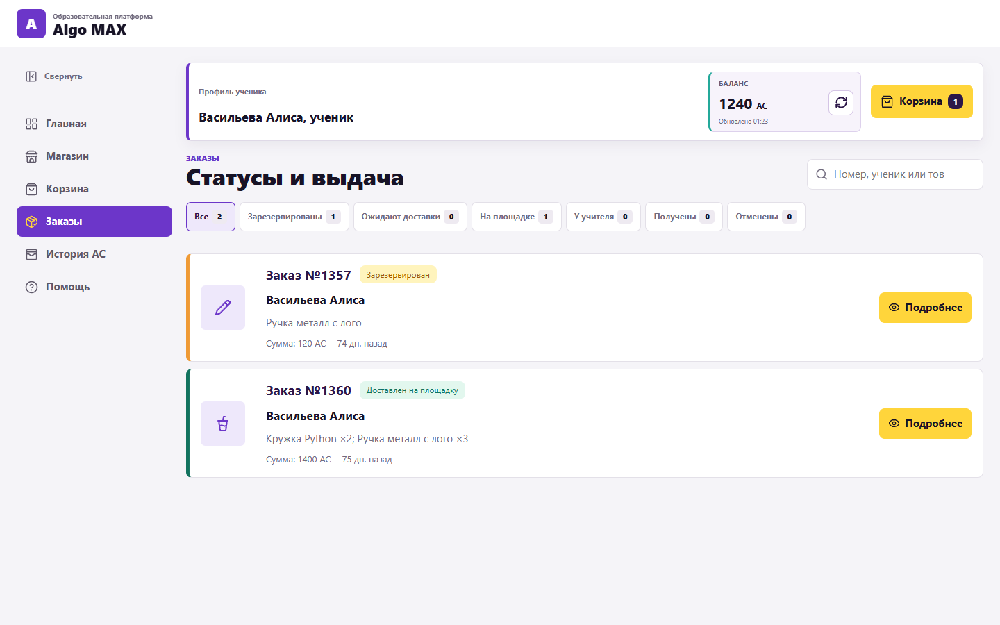 A
Образовательная платформа
Algo MAX
Свернуть
Главная
Магазин
Корзина
Заказы
История АС
Помощь
Профиль ученика
Васильева Алиса, ученик
БАЛАНС
1240 АС
Обновлено 01:23
Корзина 1
ЗАКАЗЫ
Статусы и выдача
Номер, ученик или тов
Все 2
Зарезервированы 1
Ожидают доставки 0
На площадке 1
У учителя 0
Получены 0
Отменены 0
Заказ №1357 Зарезервирован
Васильева Алиса
Ручка металл с лого
Сумма: 120 АС 74 дн. назад
Подробнее
Заказ №1360 Доставлен на площадку
Васильева Алиса
Кружка Python ×2; Ручка металл с лого ×3
Сумма: 1400 АС 75 дн. назад
Подробнее